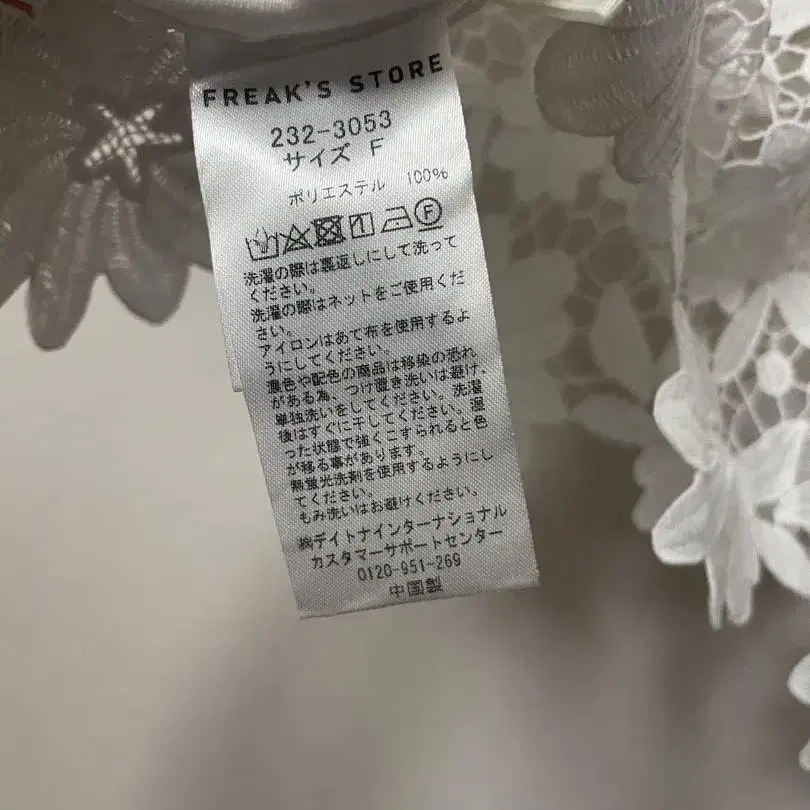 FREAK'S STORE
232-3053
サイズ F
ポリエステル 100%
洗濯の際は裏返しにして洗って
ください。
洗濯の際はネットをご使用くだ
さい。
アイロンはあて布を使用するよ
うにしてください。
濃色や配色の商品は移染の恐れ
がある為、つけ置き洗いは避け、
単独洗いをしてください。洗濯
後はすぐに干してください。湿
った状態で強くこすられると色
が移る事があります。
無蛍光洗剤を使用するようにし
てください。
もみ洗いはお避けください。
㈱デイトナインターナショナル
カスタマーサポートセンター
0120-951-269
中国製